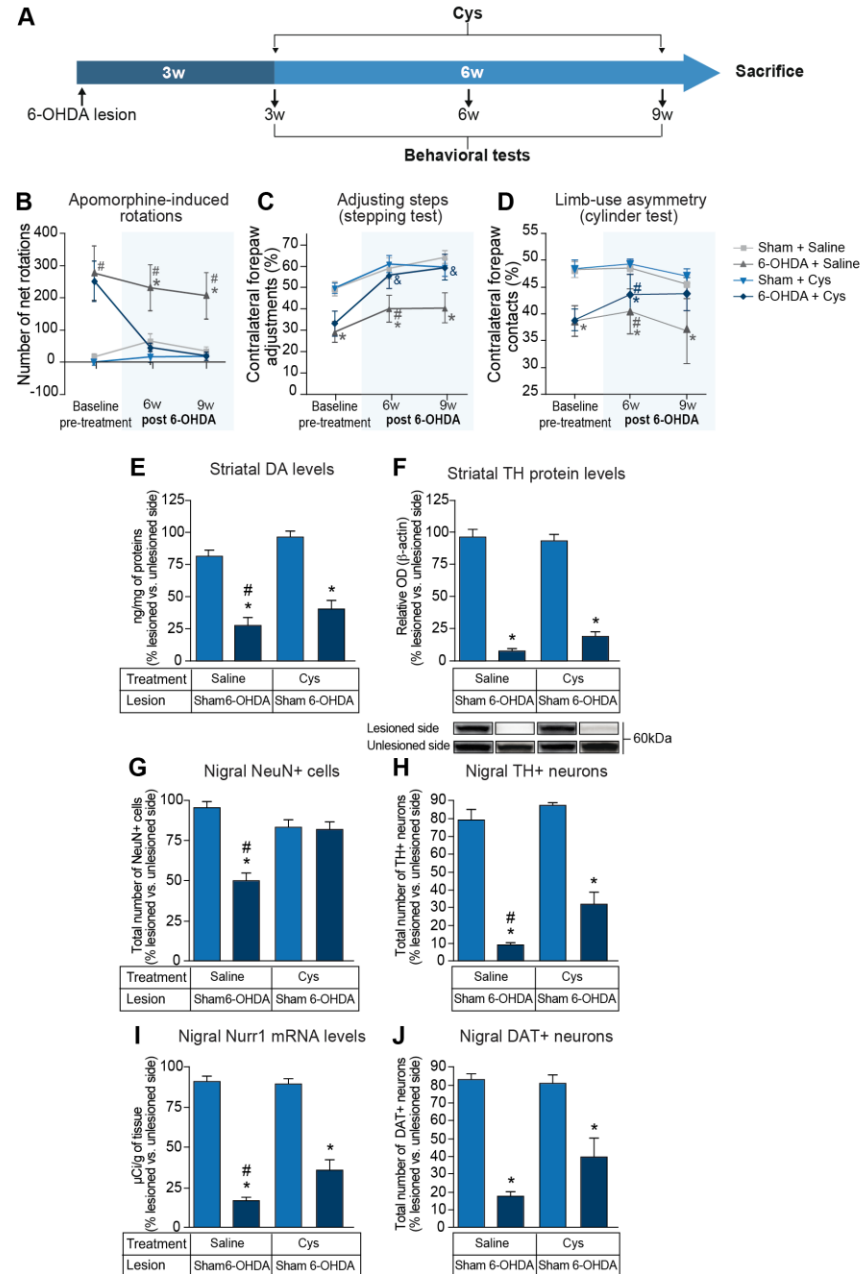 A
Cys
3w
6w
Sacrifice
6-OHDA lesion
3w
6w
9w
Behavioral tests
B
Apomorphine-induced
rotations
Number of net rotations
400
300
200
100
0
-100
#
#
*
#
*
Baseline
pre-treatment
6w
9w
post 6-OHDA
C
Adjusting steps
(stepping test)
Contralateral forepaw
adjustments (%)
70
60
50
40
30
20
10
0
*
&
#
*
&
*
Baseline
pre-treatment
6w
9w
post 6-OHDA
D
Limb-use asymmetry
(cylinder test)
Contralateral forepaw
contacts (%)
55
50
45
40
35
30
25
*
#
*
#
*
*
Baseline
pre-treatment
6w
9w
post 6-OHDA
Sham + Saline
6-OHDA + Saline
Sham + Cys
6-OHDA + Cys
E
Striatal DA levels
ng/mg of proteins
(% lesioned vs. unlesioned side)
125
100
75
50
25
0
#
*
*
Treatment Saline Cys
Lesion Sham6-OHDA Sham 6-OHDA
F
Striatal TH protein levels
Relative OD (β-actin)
(% lesioned vs. unlesioned side)
125
100
75
50
25
0
*
*
Treatment Saline Cys
Lesion Sham 6-OHDA Sham 6-OHDA
Lesioned side
Unlesioned side
60kDa
G
Nigral NeuN+ cells
Total number of NeuN+ cells
(% lesioned vs. unlesioned side)
100
75
50
25
0
#
*
Treatment Saline Cys
Lesion Sham6-OHDA Sham 6-OHDA
H
Nigral TH+ neurons
Total number of TH+ neurons
(% lesioned vs. unlesioned side)
90
80
70
60
50
40
30
20
10
0
#
*
*
Treatment Saline Cys
Lesion Sham 6-OHDA Sham 6-OHDA
I
Nigral Nurr1 mRNA levels
µCi/g of tissue
(% lesioned vs. unlesioned side)
100
75
50
25
0
#
*
*
Treatment Saline Cys
Lesion Sham6-OHDA Sham 6-OHDA
J
Nigral DAT+ neurons
Total number of DAT+ neurons
(% lesioned vs. unlesioned side)
90
80
70
60
50
40
30
20
10
0
*
*
Treatment Saline Cys
Lesion Sham 6-OHDA Sham 6-OHDA